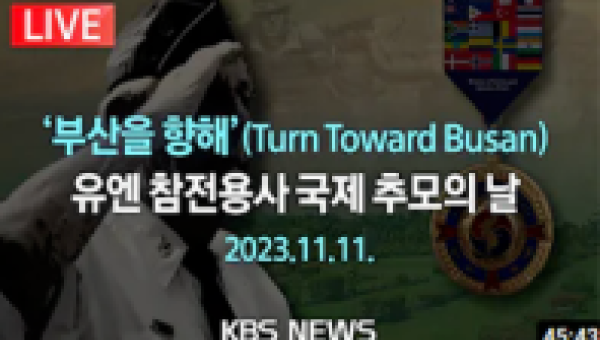 LIVE
‘부산을 향해’ (Turn Toward Busan)
유엔 참전용사 국제 추모의 날
2023.11.11.
KBS NEWS
45:43